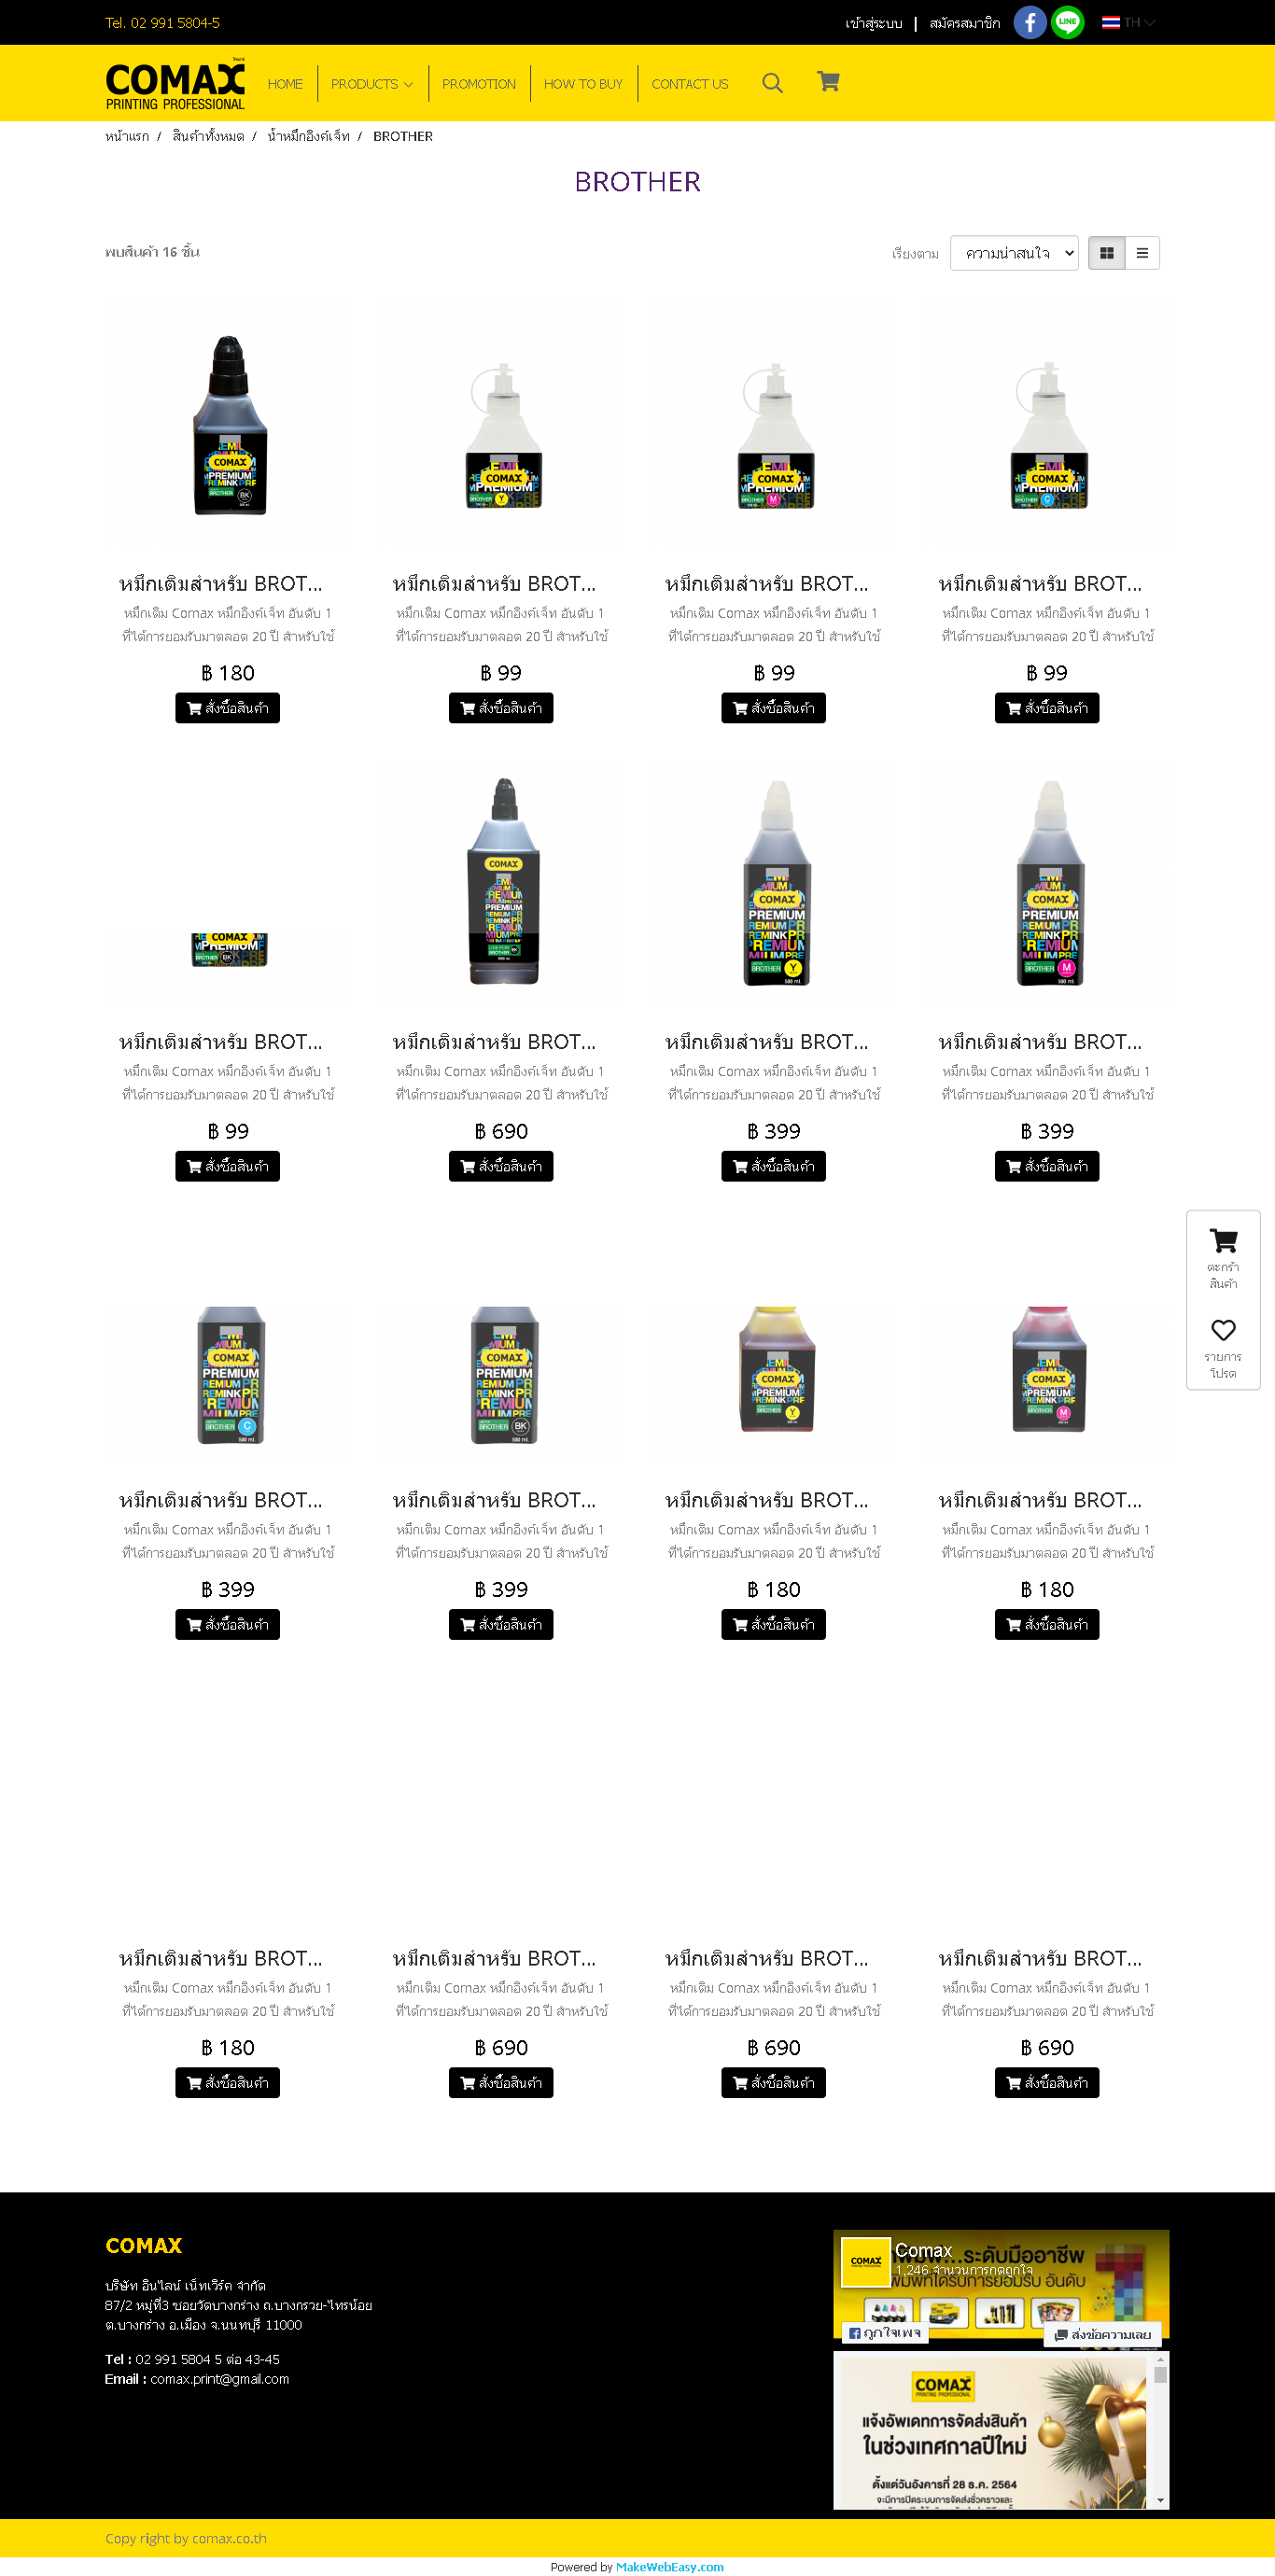 Tel. 02 991 5804-5
เข้าสู่ระบบ | สมัครสมาชิก
TH
COMAX
PRINTING PROFESSIONAL
HOME
PRODUCTS
PROMOTION
HOW TO BUY
CONTACT US
หน้าแรก / สินค้าทั้งหมด / น้ำหมึกอิงค์เจ็ท / BROTHER
BROTHER
พบสินค้า 16 ชิ้น
เรียงตาม ความน่าสนใจ
หมึกเติมสำหรับ BROT... หมึกเติมสำหรับ BROT... หมึกเติมสำหรับ BROT... หมึกเติมสำหรับ BROT...
หมึกเติม Comax หมึกอิงค์เจ็ท อันดับ 1 หมึกเติม Comax หมึกอิงค์เจ็ท อันดับ 1 หมึกเติม Comax หมึกอิงค์เจ็ท อันดับ 1 หมึกเติม Comax หมึกอิงค์เจ็ท อันดับ 1
ที่ได้การยอมรับมาตลอด 20 ปี สำหรับใช้ ที่ได้การยอมรับมาตลอด 20 ปี สำหรับใช้ ที่ได้การยอมรับมาตลอด 20 ปี สำหรับใช้ ที่ได้การยอมรับมาตลอด 20 ปี สำหรับใช้
฿ 180 ฿ 99 ฿ 99 ฿ 99
สั่งซื้อสินค้า สั่งซื้อสินค้า สั่งซื้อสินค้า สั่งซื้อสินค้า
หมึกเติมสำหรับ BROT... หมึกเติมสำหรับ BROT... หมึกเติมสำหรับ BROT... หมึกเติมสำหรับ BROT...
หมึกเติม Comax หมึกอิงค์เจ็ท อันดับ 1 หมึกเติม Comax หมึกอิงค์เจ็ท อันดับ 1 หมึกเติม Comax หมึกอิงค์เจ็ท อันดับ 1 หมึกเติม Comax หมึกอิงค์เจ็ท อันดับ 1
ที่ได้การยอมรับมาตลอด 20 ปี สำหรับใช้ ที่ได้การยอมรับมาตลอด 20 ปี สำหรับใช้ ที่ได้การยอมรับมาตลอด 20 ปี สำหรับใช้ ที่ได้การยอมรับมาตลอด 20 ปี สำหรับใช้
฿ 99 ฿ 690 ฿ 399 ฿ 399
สั่งซื้อสินค้า สั่งซื้อสินค้า สั่งซื้อสินค้า สั่งซื้อสินค้า
ตะกร้า
สินค้า
รายการ
โปรด
หมึกเติมสำหรับ BROT... หมึกเติมสำหรับ BROT... หมึกเติมสำหรับ BROT... หมึกเติมสำหรับ BROT...
หมึกเติม Comax หมึกอิงค์เจ็ท อันดับ 1 หมึกเติม Comax หมึกอิงค์เจ็ท อันดับ 1 หมึกเติม Comax หมึกอิงค์เจ็ท อันดับ 1 หมึกเติม Comax หมึกอิงค์เจ็ท อันดับ 1
ที่ได้การยอมรับมาตลอด 20 ปี สำหรับใช้ ที่ได้การยอมรับมาตลอด 20 ปี สำหรับใช้ ที่ได้การยอมรับมาตลอด 20 ปี สำหรับใช้ ที่ได้การยอมรับมาตลอด 20 ปี สำหรับใช้
฿ 399 ฿ 399 ฿ 180 ฿ 180
สั่งซื้อสินค้า สั่งซื้อสินค้า สั่งซื้อสินค้า สั่งซื้อสินค้า
หมึกเติมสำหรับ BROT... หมึกเติมสำหรับ BROT... หมึกเติมสำหรับ BROT... หมึกเติมสำหรับ BROT...
หมึกเติม Comax หมึกอิงค์เจ็ท อันดับ 1 หมึกเติม Comax หมึกอิงค์เจ็ท อันดับ 1 หมึกเติม Comax หมึกอิงค์เจ็ท อันดับ 1 หมึกเติม Comax หมึกอิงค์เจ็ท อันดับ 1
ที่ได้การยอมรับมาตลอด 20 ปี สำหรับใช้ ที่ได้การยอมรับมาตลอด 20 ปี สำหรับใช้ ที่ได้การยอมรับมาตลอด 20 ปี สำหรับใช้ ที่ได้การยอมรับมาตลอด 20 ปี สำหรับใช้
฿ 180 ฿ 690 ฿ 690 ฿ 690
สั่งซื้อสินค้า สั่งซื้อสินค้า สั่งซื้อสินค้า สั่งซื้อสินค้า
COMAX
บริษัท อินไลน์ เน็ทเวิร์ค จำกัด
87/2 หมู่ที่3 ซอยวัดบางกร่าง ถ.บางกรวย-ไทรน้อย
ต.บางกร่าง อ.เมือง จ.นนทบุรี 11000
Tel : 02 991 5804 5 ต่อ 43-45
Email : comax.print@gmail.com
Comax
1,246 จำนวนการกดถูกใจ
ถูกใจเพจ
ส่งข้อความเลย
COMAX
PRINTING PROFESSIONAL
แจ้งอัพเดทการจัดส่งสินค้า
ในช่วงเทศกาลปีใหม่
ตั้งแต่วันอังคารที่ 28 ธ.ค. 2564
จะมีการปิดระบบการจัดส่งชั่วคราวและ
Copy right by comax.co.th
Powered by MakeWebEasy.com